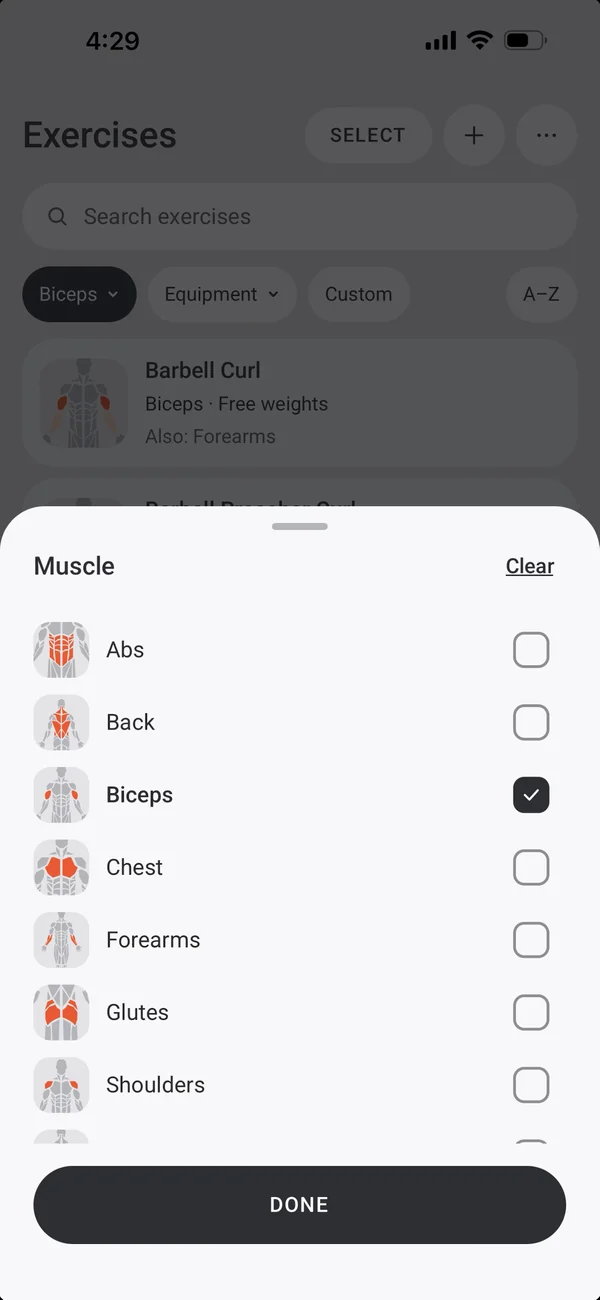 4:29
Exercises
SELECT
Search exercises
Biceps
Equipment
Custom
A–Z
Barbell Curl
Biceps · Free weights
Also: Forearms
Muscle
Clear
Abs
Back
Biceps
Chest
Forearms
Glutes
Shoulders
DONE